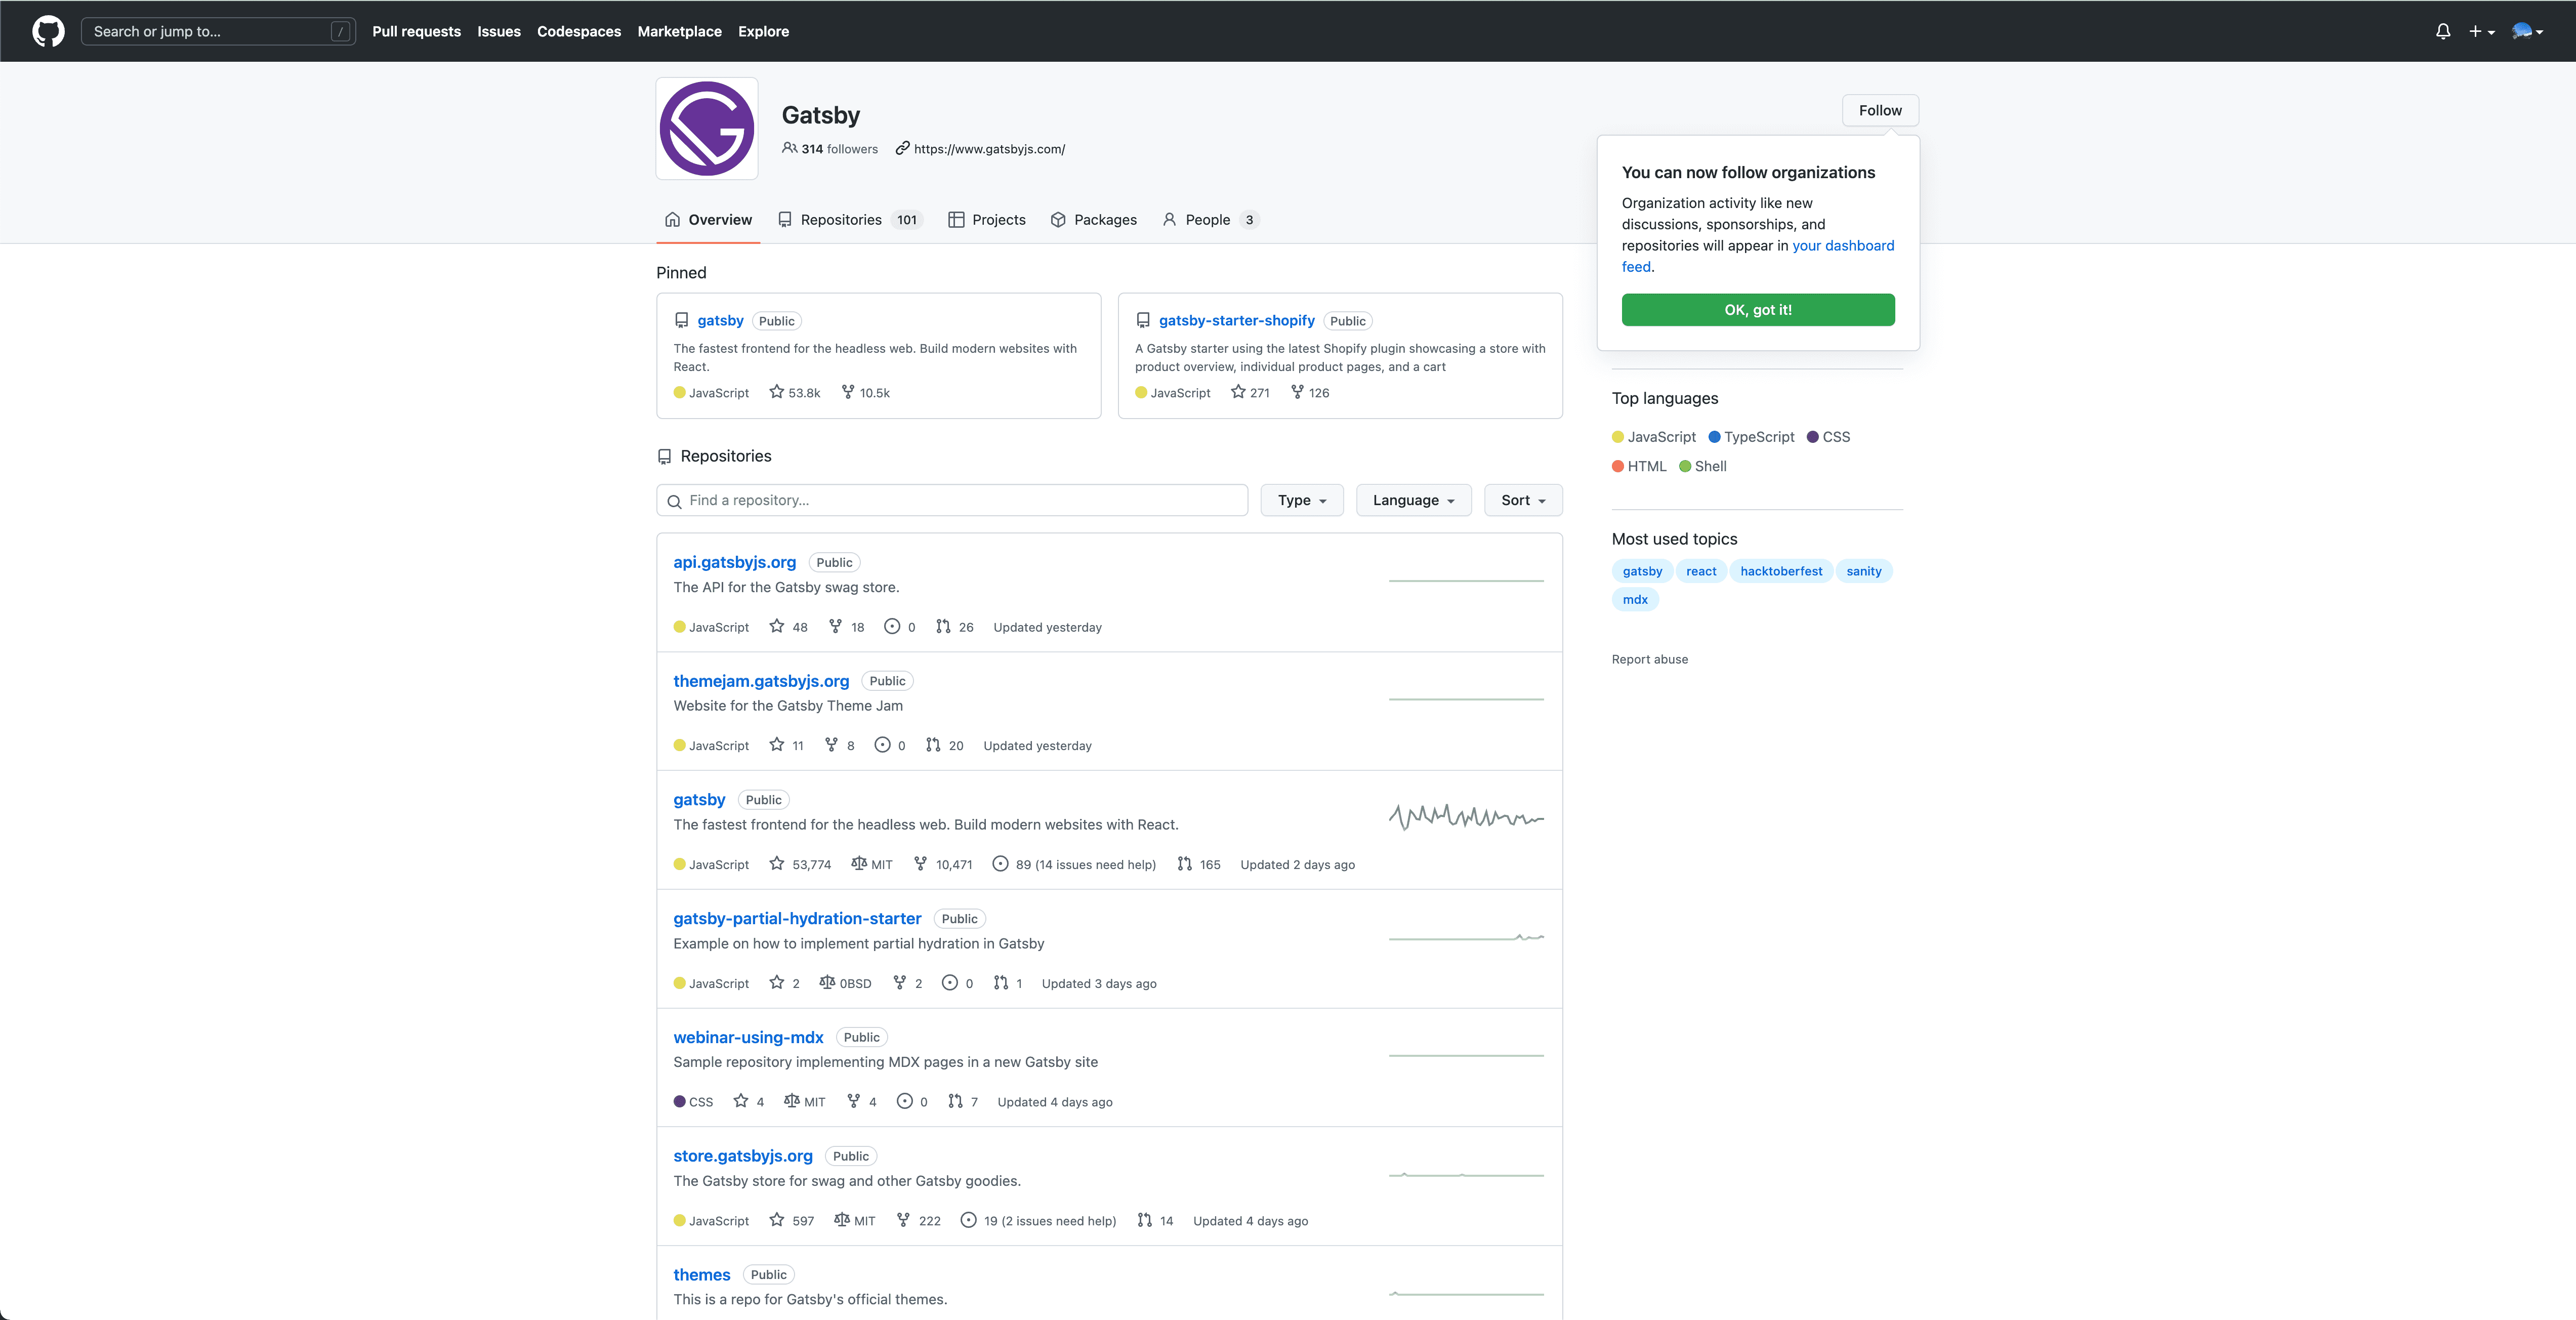 Search or jump to... /
Pull requests Issues Codespaces Marketplace Explore
Gatsby
314 followers https://www.gatsbyjs.com/
Follow
You can now follow organizations
Organization activity like new
discussions, sponsorships, and
repositories will appear in your dashboard
feed.
OK, got it!
Overview Repositories 101 Projects Packages People 3
Pinned
gatsby Public
The fastest frontend for the headless web. Build modern websites with
React.
JavaScript 53.8k 10.5k
gatsby-starter-shopify Public
A Gatsby starter using the latest Shopify plugin showcasing a store with
product overview, individual product pages, and a cart
JavaScript 271 126
Repositories
Find a repository... Type Language Sort
api.gatsbyjs.org Public
The API for the Gatsby swag store.
JavaScript 48 18 0 26 Updated yesterday
themejam.gatsbyjs.org Public
Website for the Gatsby Theme Jam
JavaScript 11 8 0 20 Updated yesterday
gatsby Public
The fastest frontend for the headless web. Build modern websites with React.
JavaScript 53,774 MIT 10,471 89 (14 issues need help) 165 Updated 2 days ago
gatsby-partial-hydration-starter Public
Example on how to implement partial hydration in Gatsby
JavaScript 2 0BSD 2 0 1 Updated 3 days ago
webinar-using-mdx Public
Sample repository implementing MDX pages in a new Gatsby site
CSS 4 MIT 4 0 7 Updated 4 days ago
store.gatsbyjs.org Public
The Gatsby store for swag and other Gatsby goodies.
JavaScript 597 MIT 222 19 (2 issues need help) 14 Updated 4 days ago
themes Public
This is a repo for Gatsby's official themes.
Top languages
JavaScript TypeScript CSS
HTML Shell
Most used topics
gatsby react hacktoberfest sanity
mdx
Report abuse